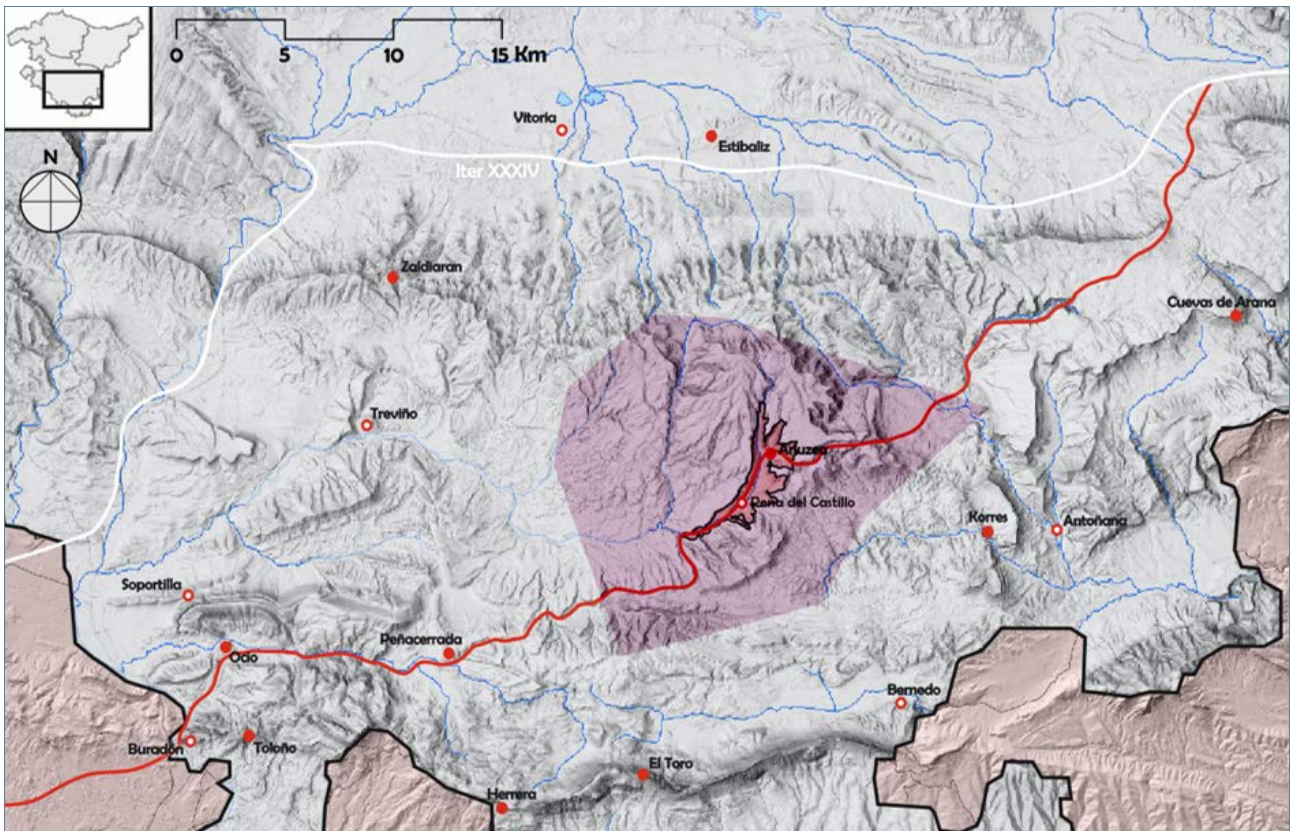 0 5 10 15 Km
N
Vitoria
Estibaliz
Iter XXXIV
Zaldiaran
Cuevas de Arana
Treviño
Arluzea
Peña del Castillo
Korres
Antoñana
Soportilla
Peñacerrada
Ocio
Bernedo
Buradón
Toloño
El Toro
Herrera